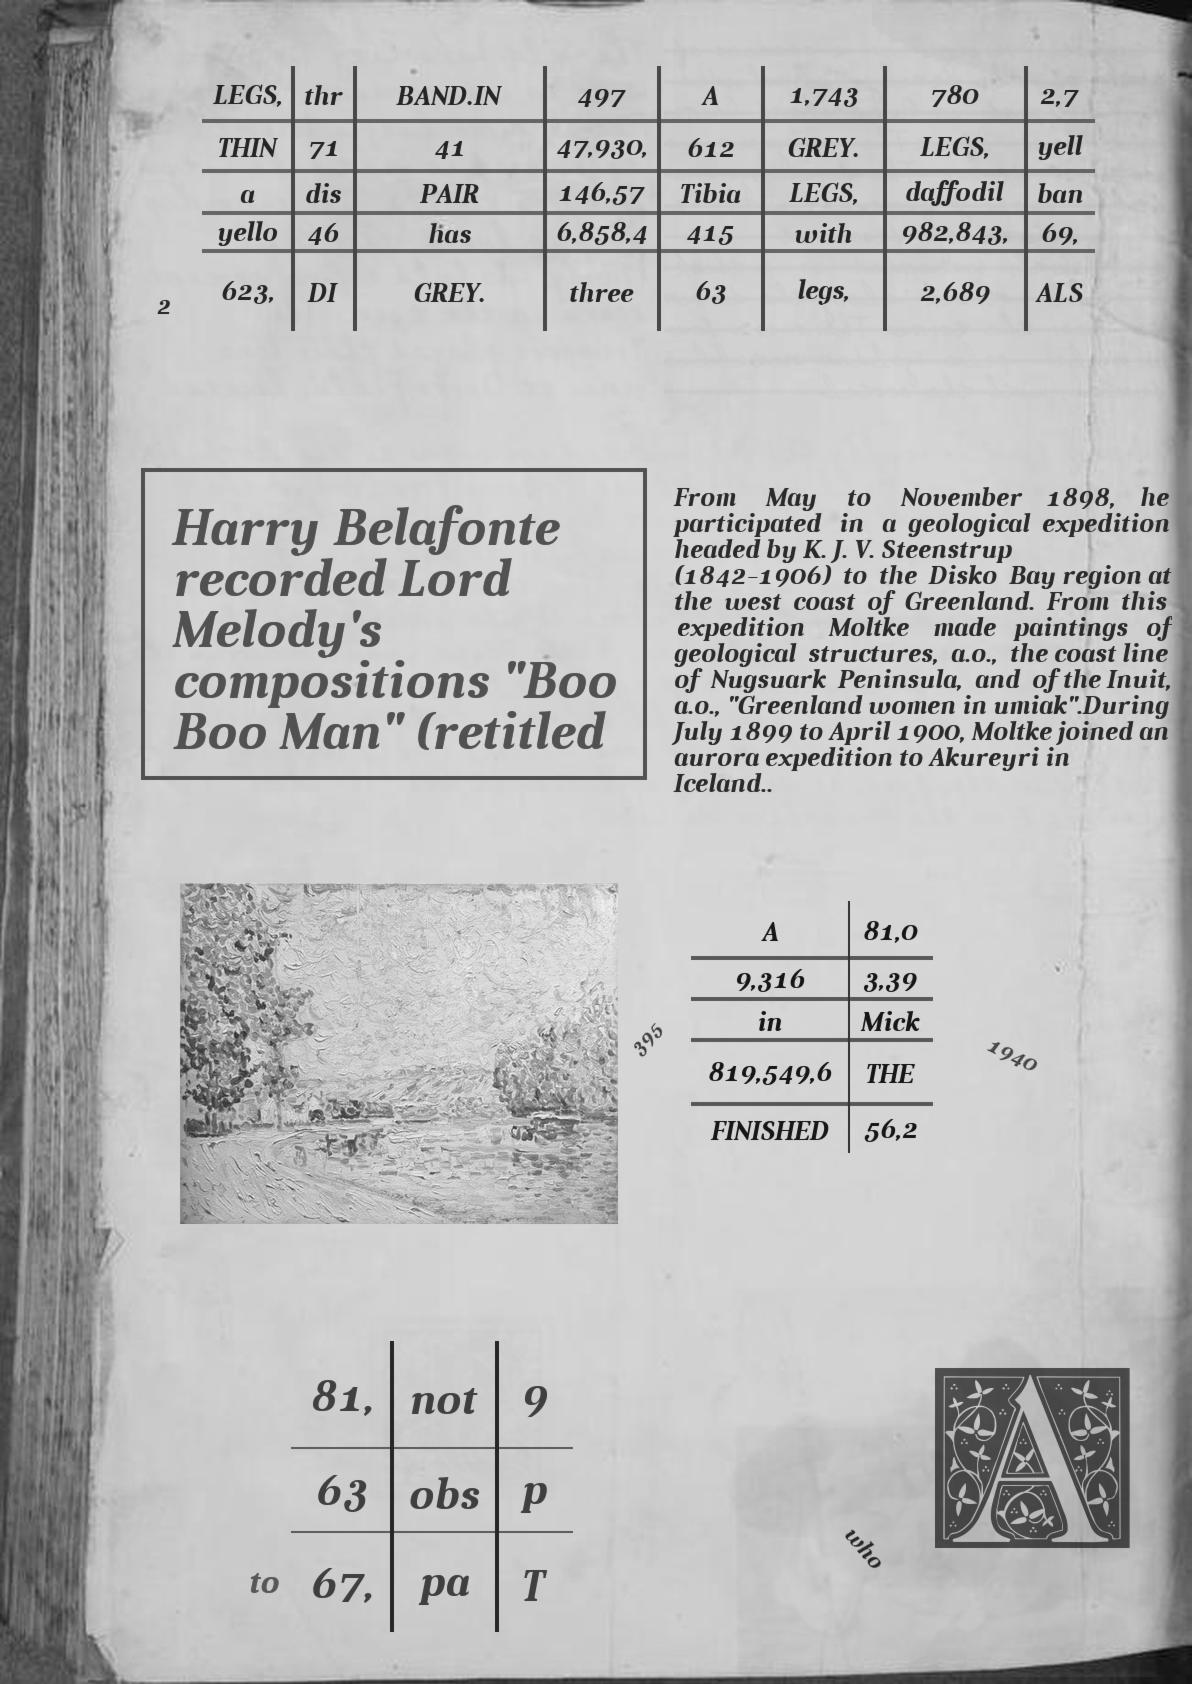 LEGS, thr BAND.IN 497 A 1,743 780 2,7
THIN 71 41 47,930, 612 GREY. LEGS, yell
a dis PAIR 146,57 Tibia LEGS, daffodil ban
yello 46 has 6,858,4 415 with 982,843, 69,
623, DI GREY. three 63 legs, 2,689 ALS
2
Harry Belafonte
recorded Lord
Melody's
compositions "Boo
Boo Man" (retitled
From May to November 1898, he
participated in a geological expedition
headed by K. J. V. Steenstrup
(1842–1906) to the Disko Bay region at
the west coast of Greenland. From this
expedition Moltke made paintings of
geological structures, a.o., the coast line
of Nugsuark Peninsula, and of the Inuit,
a.o., "Greenland women in umiak".During
July 1899 to April 1900, Moltke joined an
aurora expedition to Akureyri in
Iceland..
A 81,0
9,316 3,39
in Mick
819,549,6 THE
FINISHED 56,2
395
1940
81, not 9
63 obs p
67, pa T
to
A
who